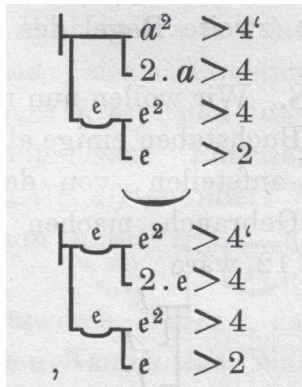 a² > 4‘
2 . a > 4
e e² > 4
e > 2
e e² > 4‘
2 . e > 4
e e² > 4
, e > 2